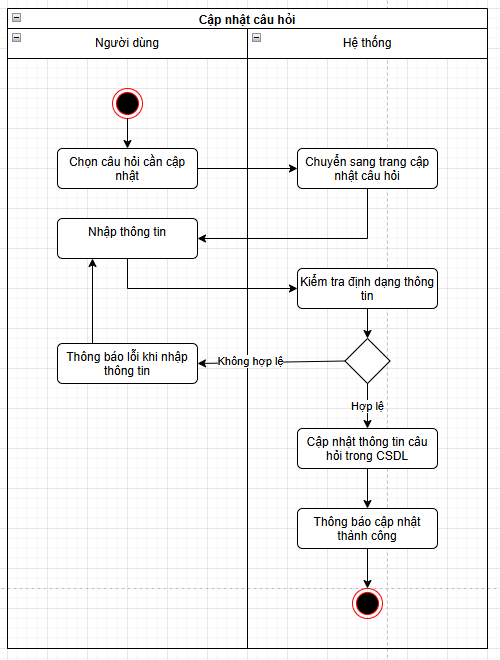 Cập nhật câu hỏi
Người dùng
Hệ thống
Chọn câu hỏi cần cập
nhật
Chuyển sang trang cập
nhật câu hỏi
Nhập thông tin
Kiểm tra định dạng thông
tin
Không hợp lệ
Thông báo lỗi khi nhập
thông tin
Hợp lệ
Cập nhật thông tin câu
hỏi trong CSDL
Thông báo cập nhật
thành công